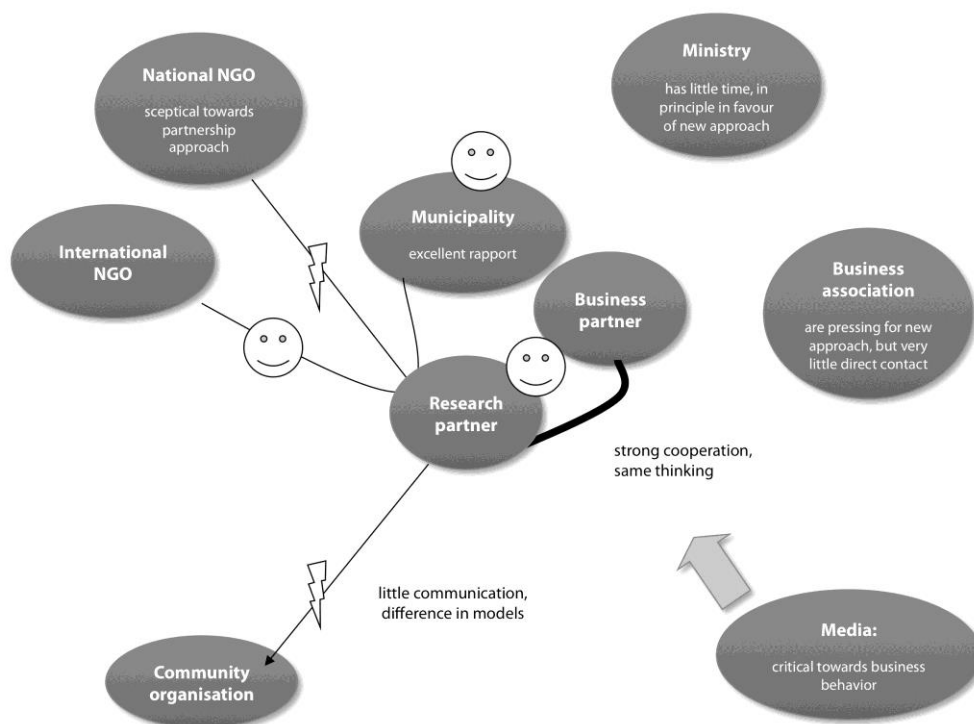 National NGO
sceptical towards
partnership
approach
Ministry
has little time, in
principle in favour
of new approach
Municipality
excellent rapport
International
NGO
Business
partner
Business
association
are pressing for new
approach, but very
little direct contact
Research
partner
strong cooperation,
same thinking
little communication,
difference in models
Community
organisation
Media:
critical towards business
behavior